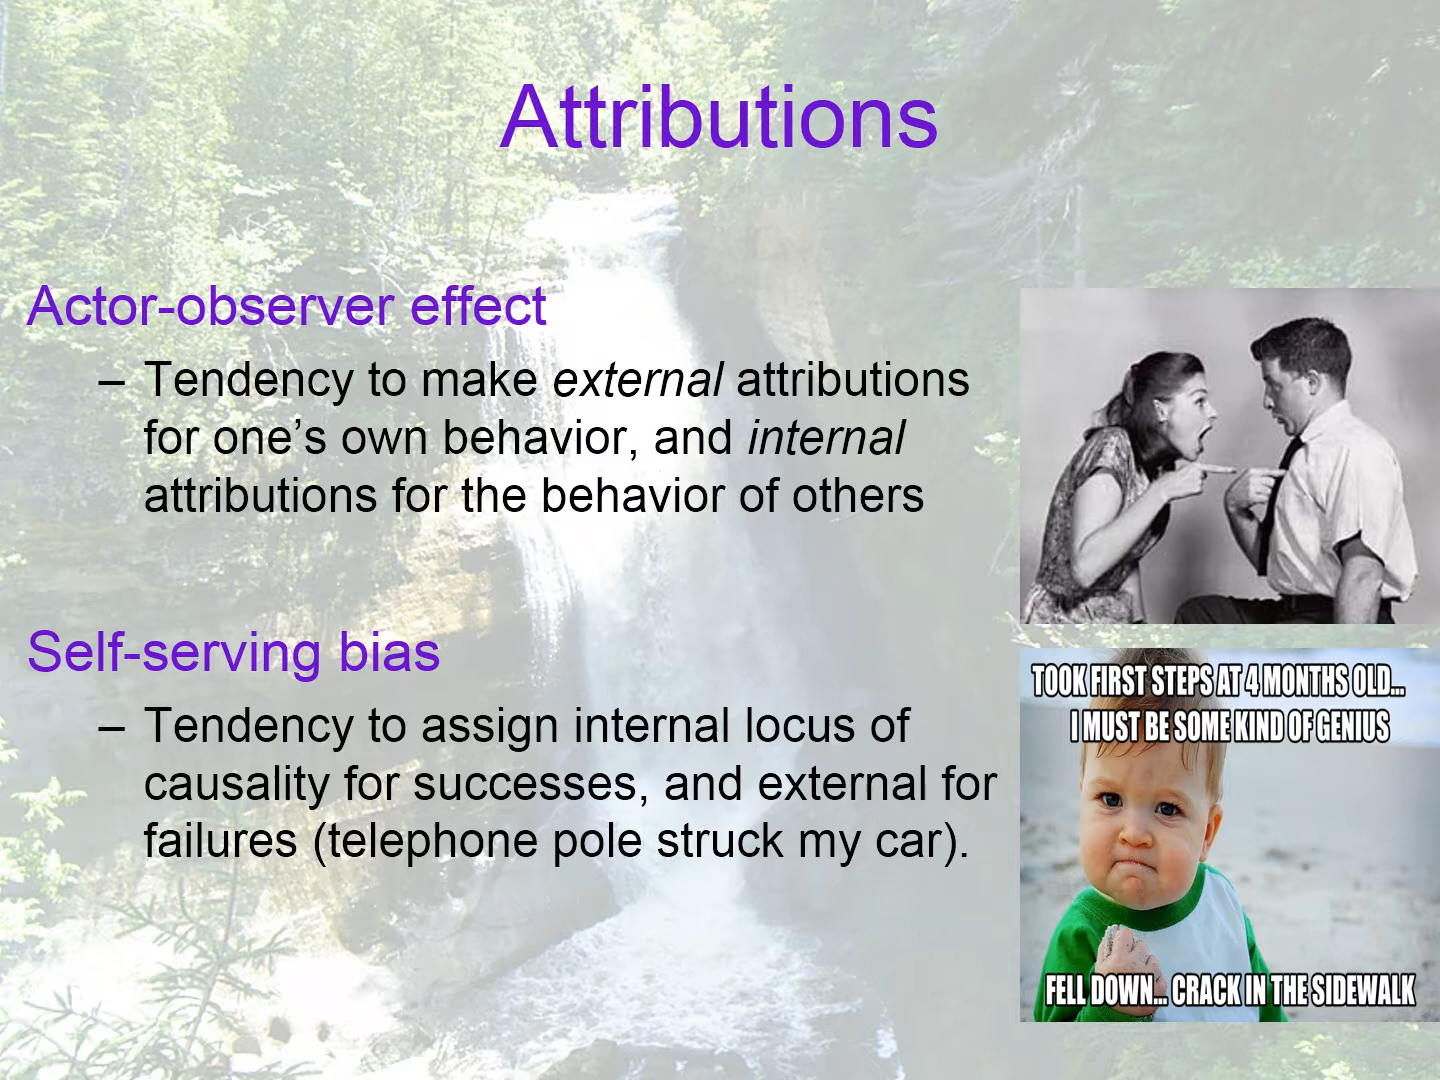 Attributions
Actor-observer effect
– Tendency to make external attributions
for one’s own behavior, and internal
attributions for the behavior of others
Self-serving bias
– Tendency to assign internal locus of
causality for successes, and external for
failures (telephone pole struck my car).
TOOK FIRST STEPS AT 4 MONTHS OLD...
I MUST BE SOME KIND OF GENIUS
FELL DOWN... CRACK IN THE SIDEWALK